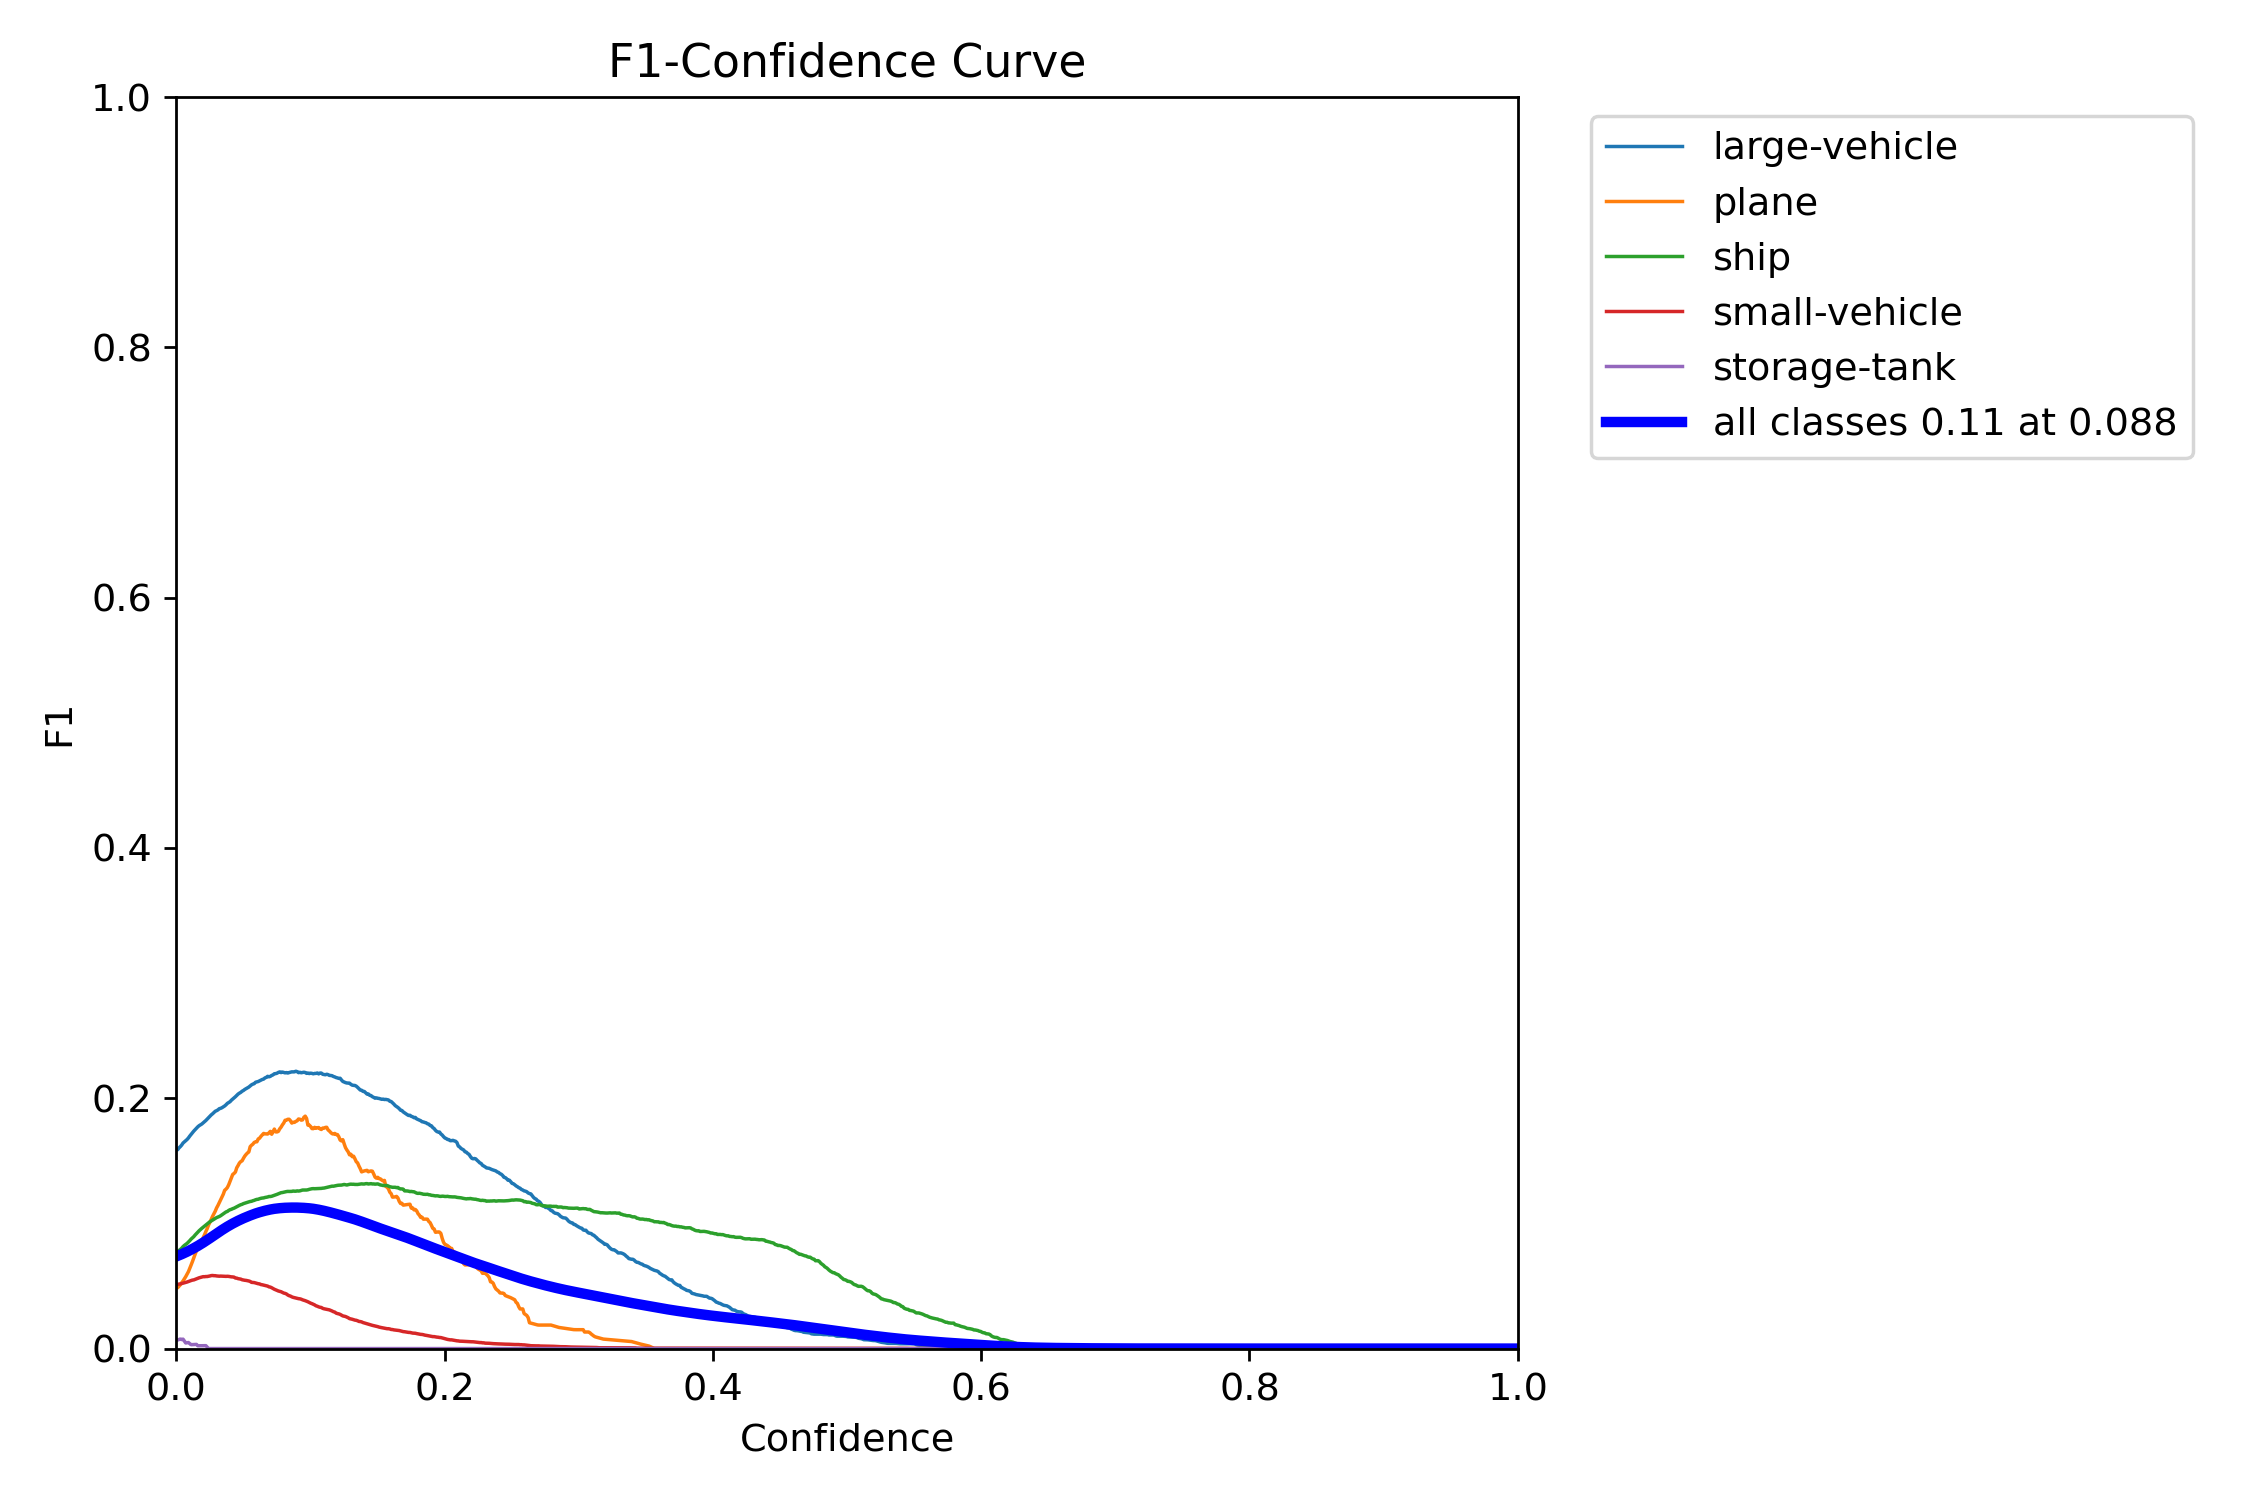 F1-Confidence Curve
1.0
0.8
0.6
0.4
0.2
0.0
F1
0.0 0.2 0.4 0.6 0.8 1.0
Confidence
large-vehicle
plane
ship
small-vehicle
storage-tank
all classes 0.11 at 0.088